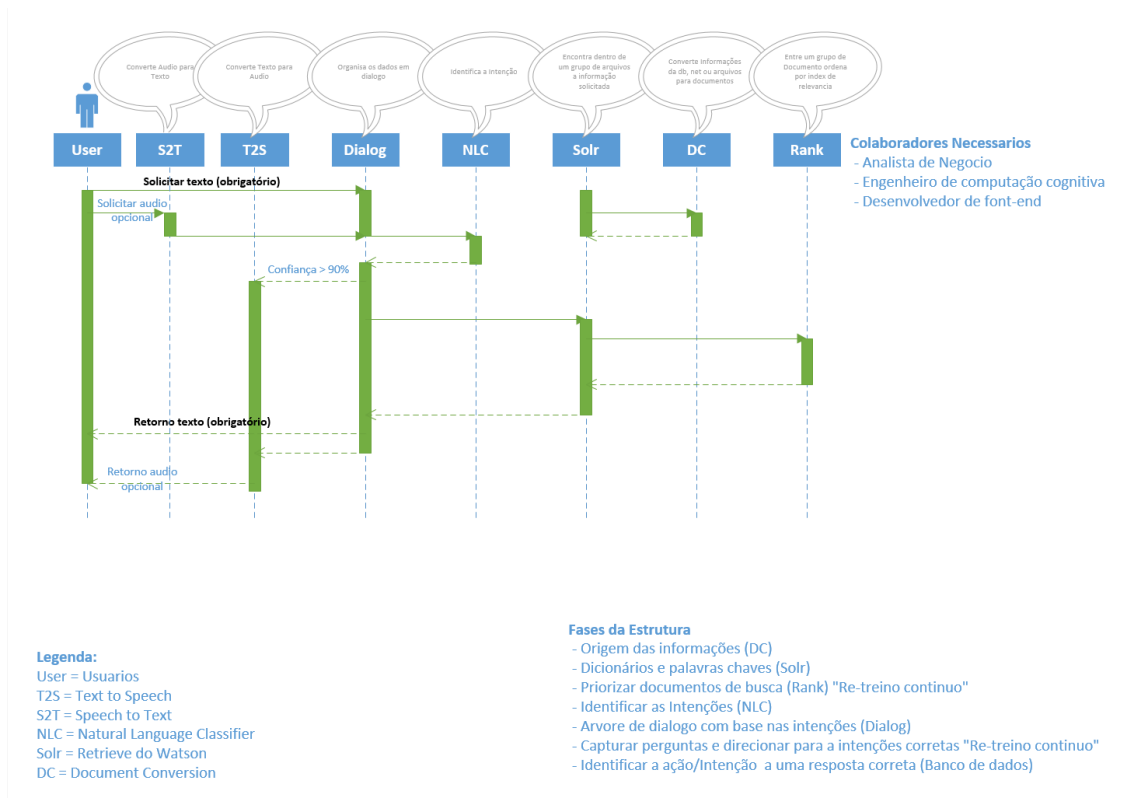 Converte Audio para
Texto
Converte Texto para
Audio
Organisa os dados em
dialogo
Identifica a Intenção
Encontra dentro de
um grupo de arquivos
a informação
solicitada
Converte Informações
da db, net ou arquivos
para documentos
Entre um grupo de
Documento ordena
por index de
relevancia
User
S2T
T2S
Dialog
NLC
Solr
DC
Rank
Colaboradores Necessarios
- Analista de Negocio
- Engenheiro de computação cognitiva
- Desenvolvedor de font-end
Solicitar texto (obrigatório)
Solicitar audio
opcional
Confiança > 90%
Retorno texto (obrigatório)
Retorno audio
opcional
Legenda:
User = Usuarios
T2S = Text to Speech
S2T = Speech to Text
NLC = Natural Language Classifier
Solr = Retrieve do Watson
DC = Document Conversion
Fases da Estrutura
- Origem das informações (DC)
- Dicionários e palavras chaves (Solr)
- Priorizar documentos de busca (Rank) "Re-treino continuo"
- Identificar as Intenções (NLC)
- Arvore de dialogo com base nas intenções (Dialog)
- Capturar perguntas e direcionar para a intenções corretas "Re-treino continuo"
- Identificar a ação/Intenção a uma resposta correta (Banco de dados)